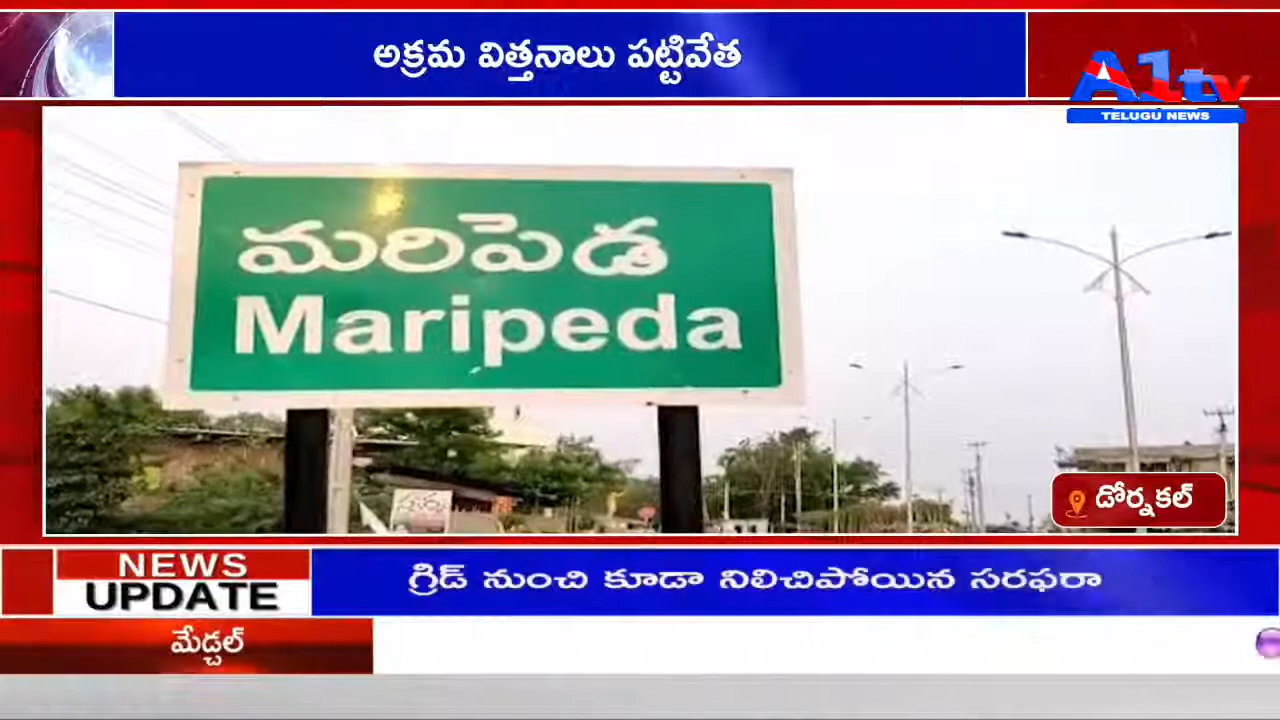 అక్రమ విత్తనాలు పట్టివేత
A1tv
TELUGU NEWS
మరిపెడ
Maripeda
డోర్నకల్
NEWS
UPDATE
గ్రిడ్ నుంచి కూడా నిలిచిపోయిన సరఫరా
మేడ్చల్